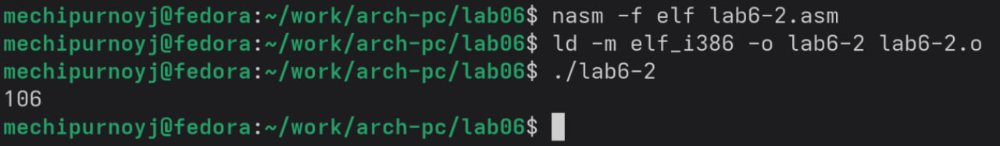 mechipurnoyj@fedora:~/work/arch-pc/lab06$ nasm -f elf lab6-2.asm
mechipurnoyj@fedora:~/work/arch-pc/lab06$ ld -m elf_i386 -o lab6-2 lab6-2.o
mechipurnoyj@fedora:~/work/arch-pc/lab06$ ./lab6-2
106
mechipurnoyj@fedora:~/work/arch-pc/lab06$